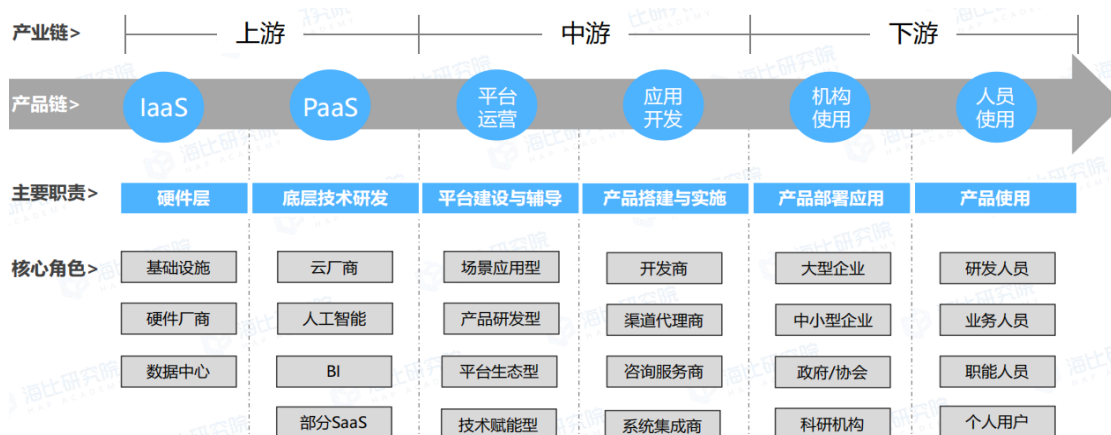 产业链> 上游 中游 下游
产品链> IaaS PaaS 平台运营 应用开发 机构使用 人员使用
主要职责> 硬件层 底层技术研发 平台建设与辅导 产品搭建与实施 产品部署应用 产品使用
核心角色> 基础设施 云厂商 场景应用型 开发商 大型企业 研发人员
硬件厂商 人工智能 产品研发型 渠道代理商 中小型企业 业务人员
数据中心 BI 平台生态型 咨询服务商 政府/协会 职能人员
部分SaaS 技术赋能型 系统集成商 科研机构 个人用户
海比研究院
HAP ACADEMY